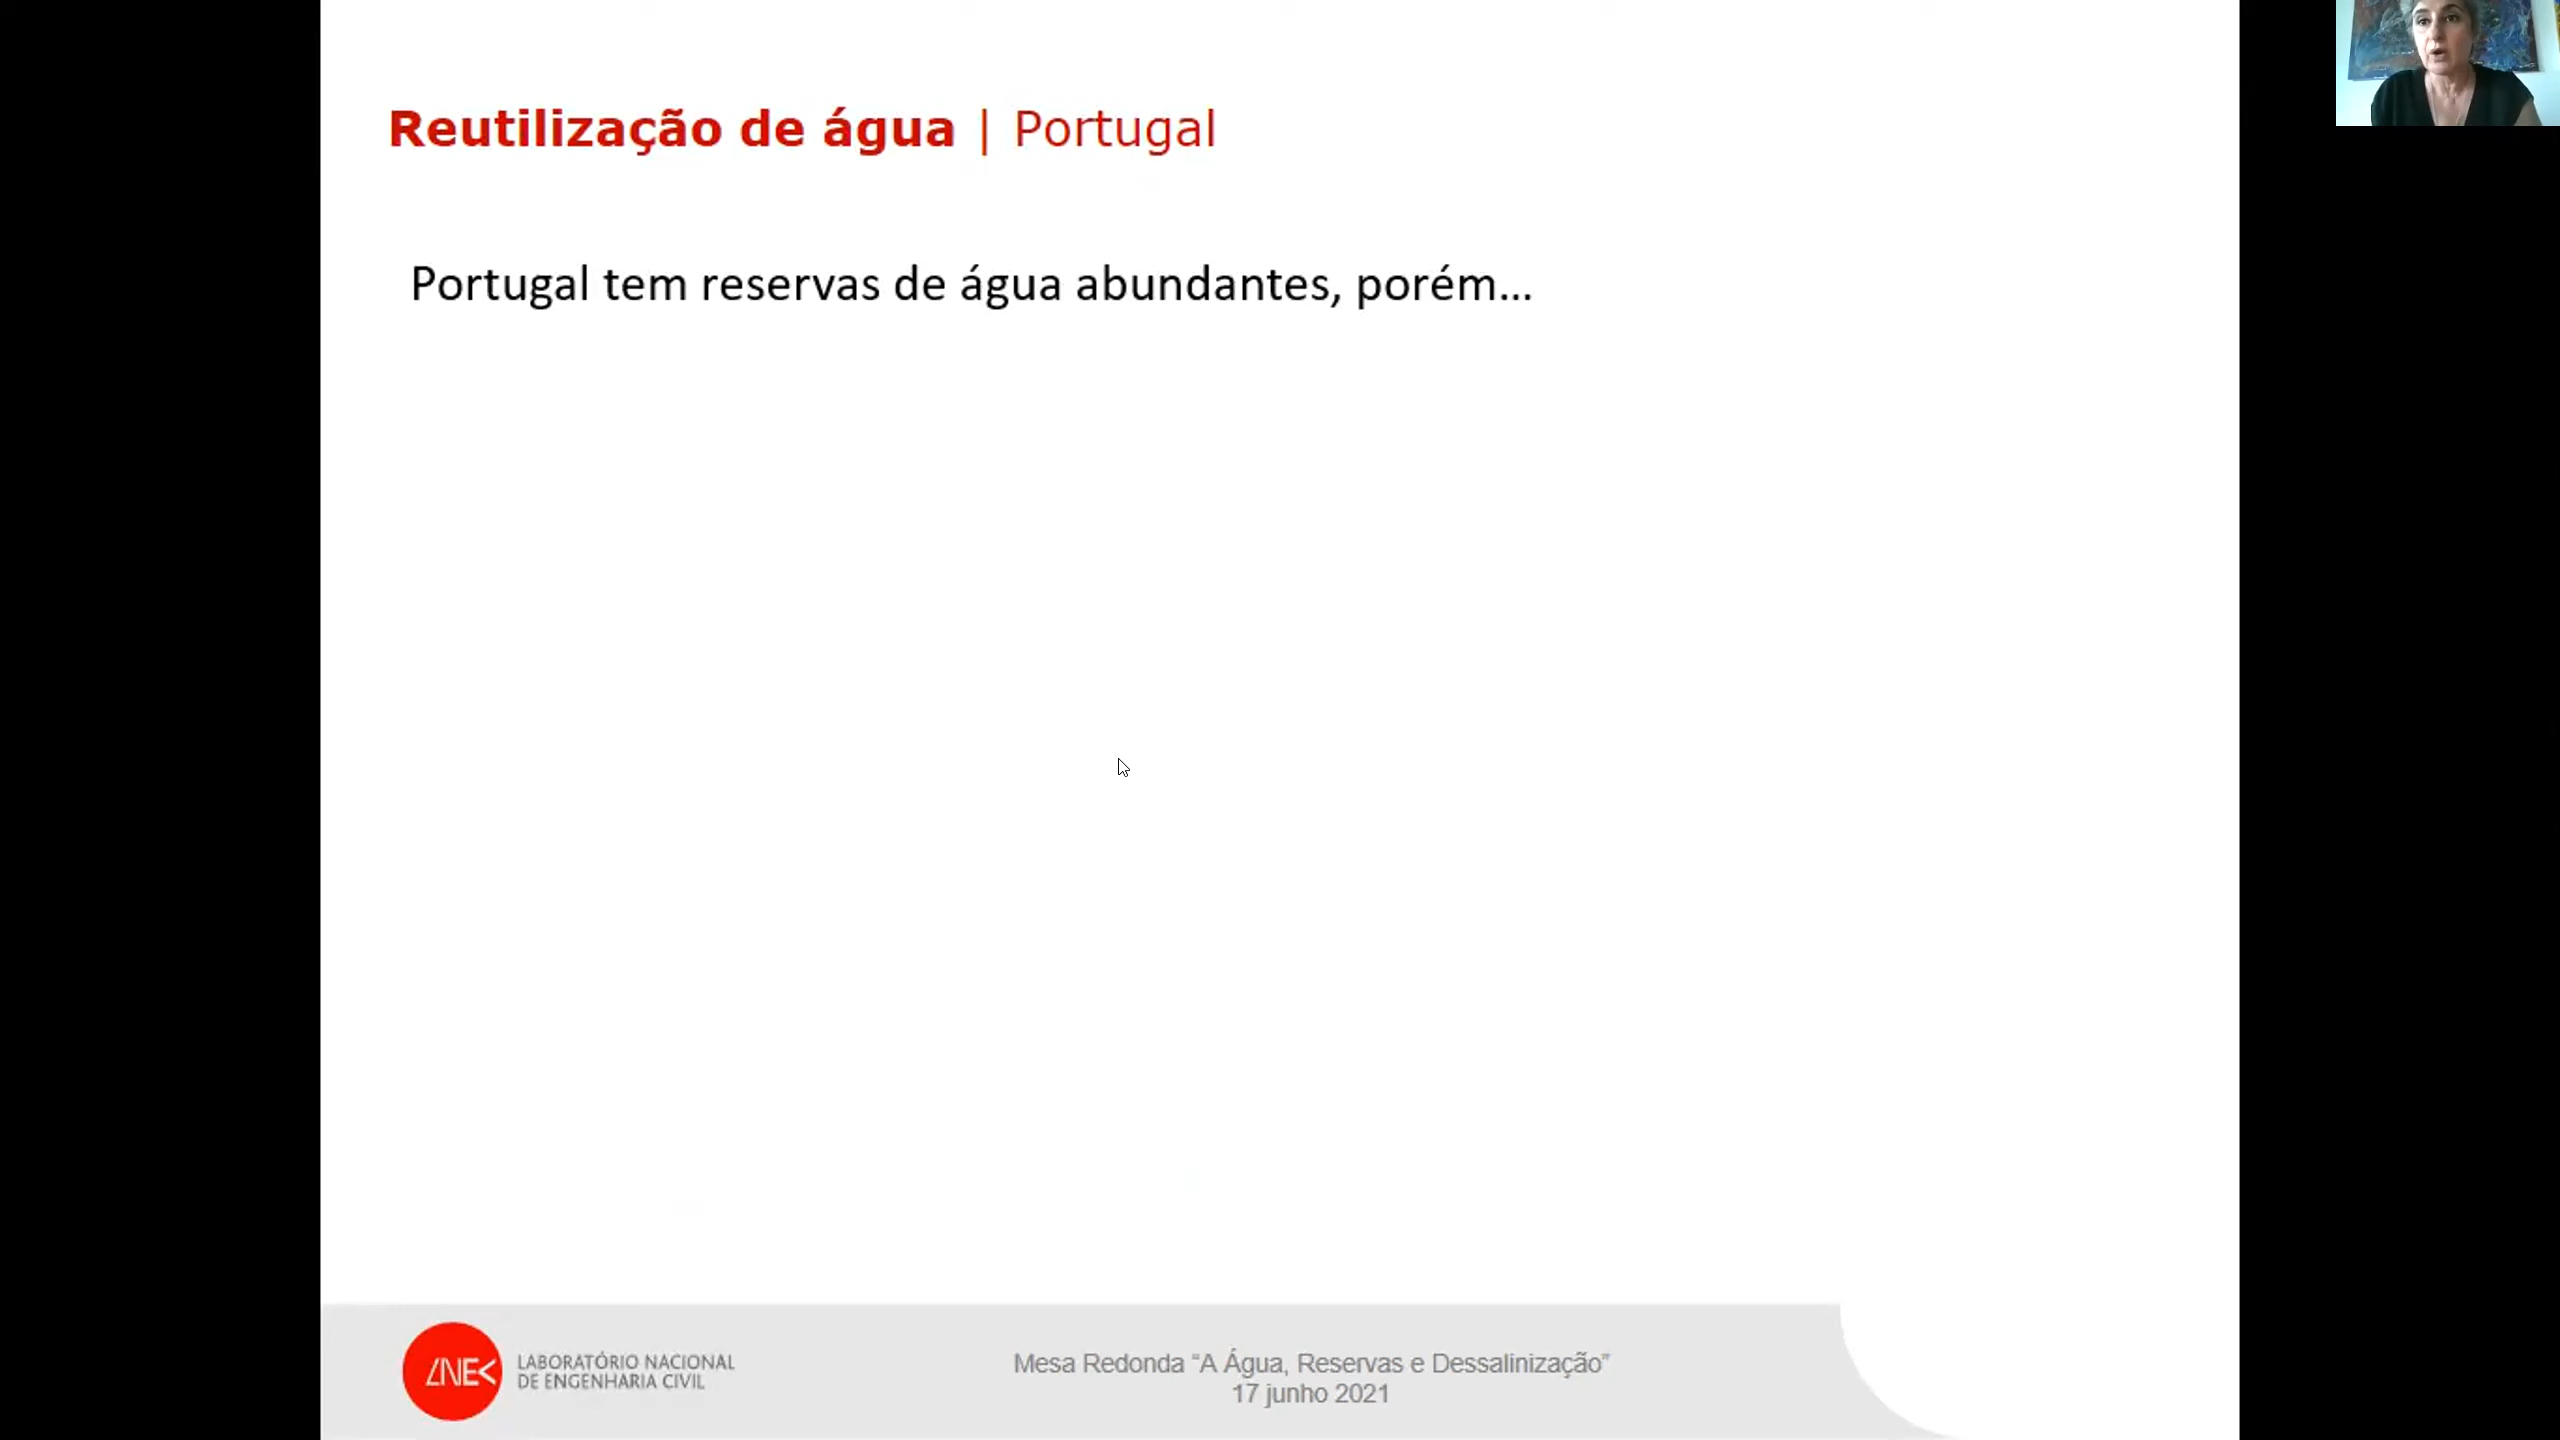 Reutilização de água | Portugal
Portugal tem reservas de água abundantes, porém...
LNEC
LABORATÓRIO NACIONAL
DE ENGENHARIA CIVIL
Mesa Redonda “A Água, Reservas e Dessalinização”
17 junho 2021